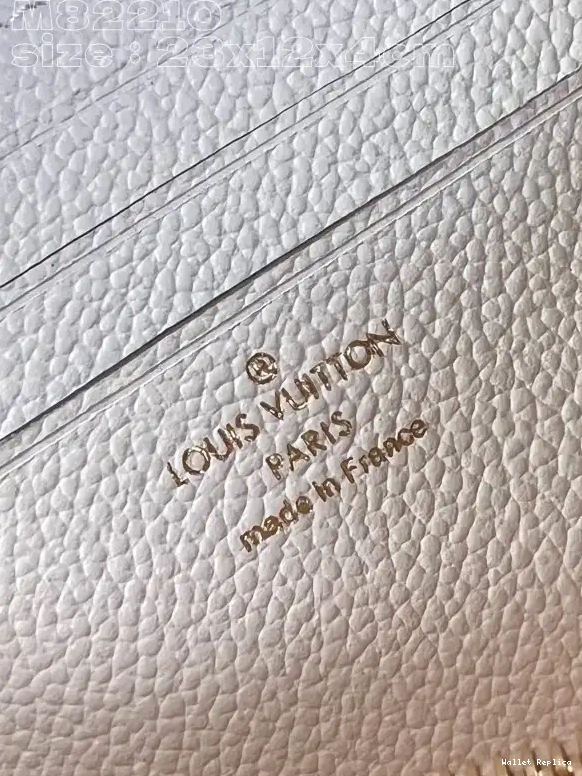 M82210
size : 23x12x4cm
LOUIS VUITTON
PARIS
made in France
Wallet Replica